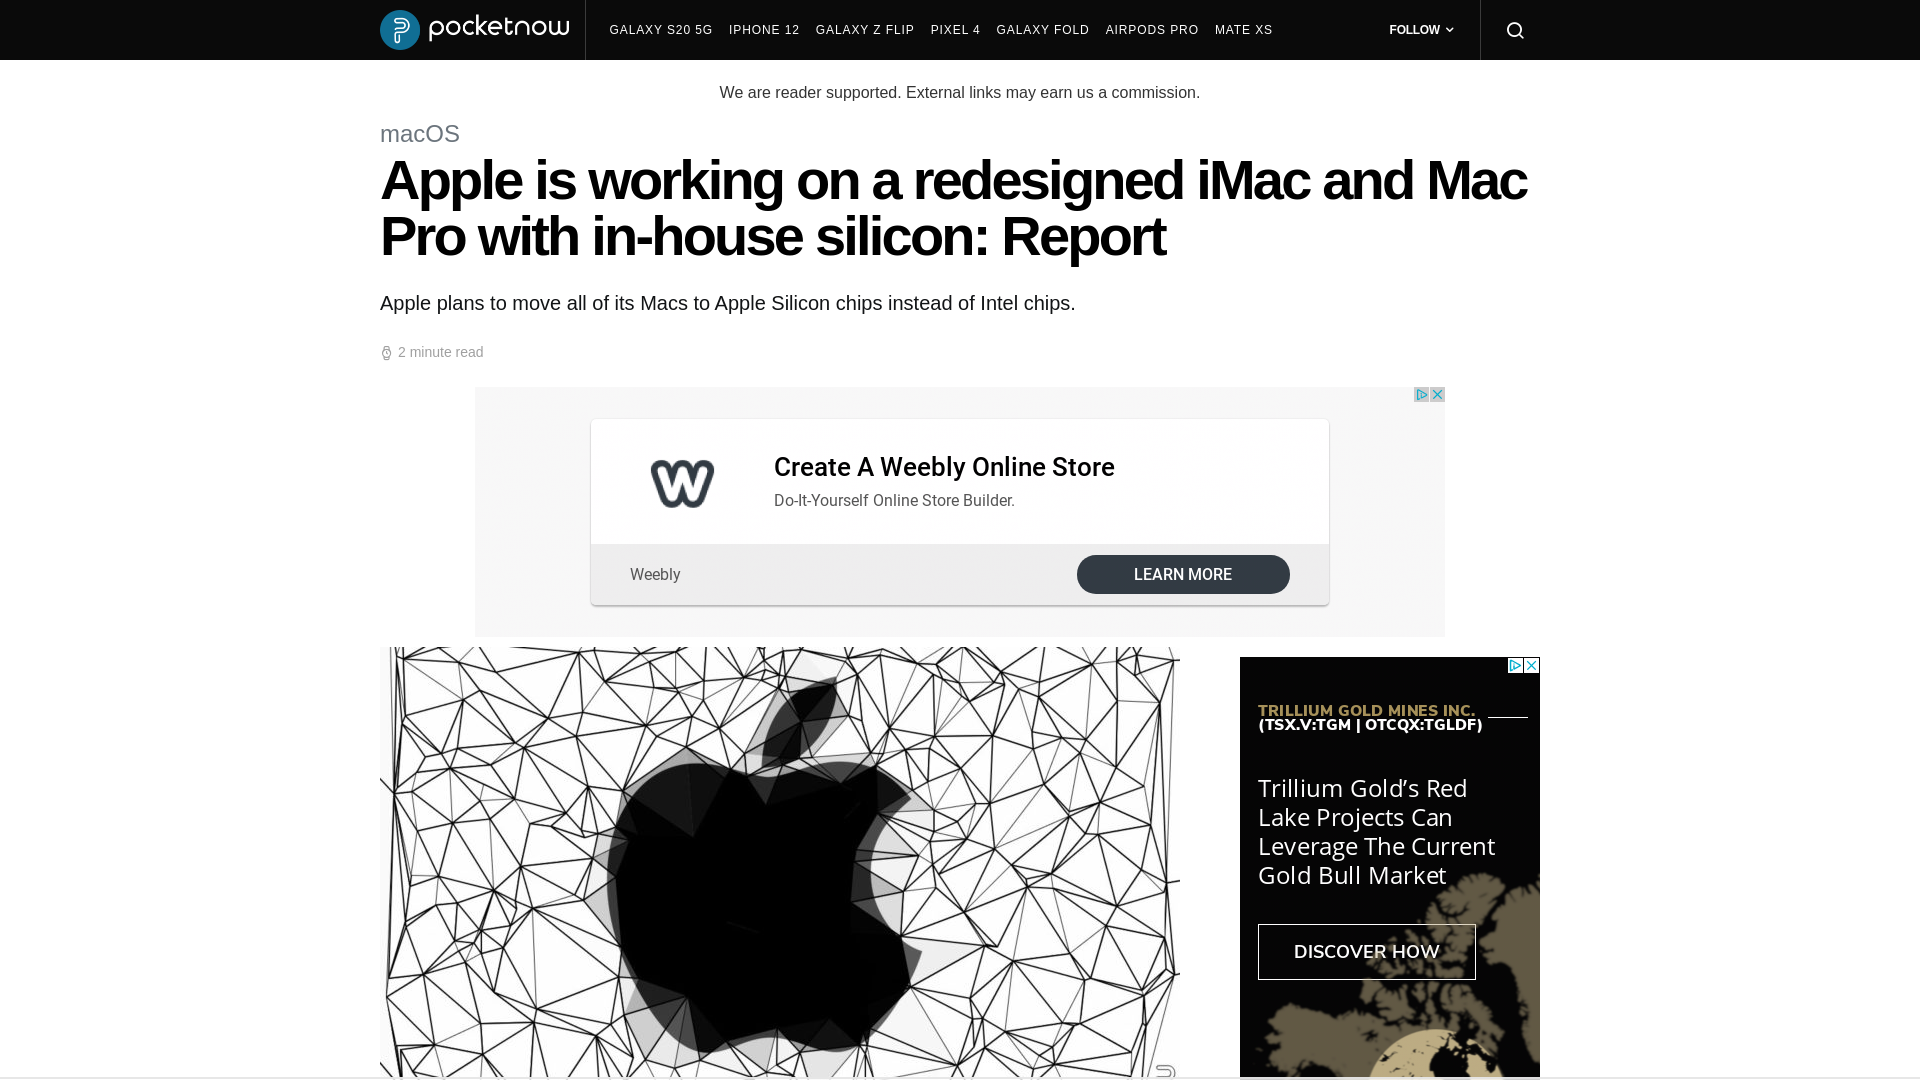 pocketnow
GALAXY S20 5G IPHONE 12 GALAXY Z FLIP PIXEL 4 GALAXY FOLD AIRPODS PRO MATE XS FOLLOW
We are reader supported. External links may earn us a commission.
macOS
Apple is working on a redesigned iMac and Mac
Pro with in-house silicon: Report
Apple plans to move all of its Macs to Apple Silicon chips instead of Intel chips.
2 minute read
Create A Weebly Online Store
Do-It-Yourself Online Store Builder.
Weebly
LEARN MORE
TRILLIUM GOLD MINES INC.
(TSX.V:TGM | OTCQX:TGLDF)
Trillium Gold’s Red
Lake Projects Can
Leverage The Current
Gold Bull Market
DISCOVER HOW